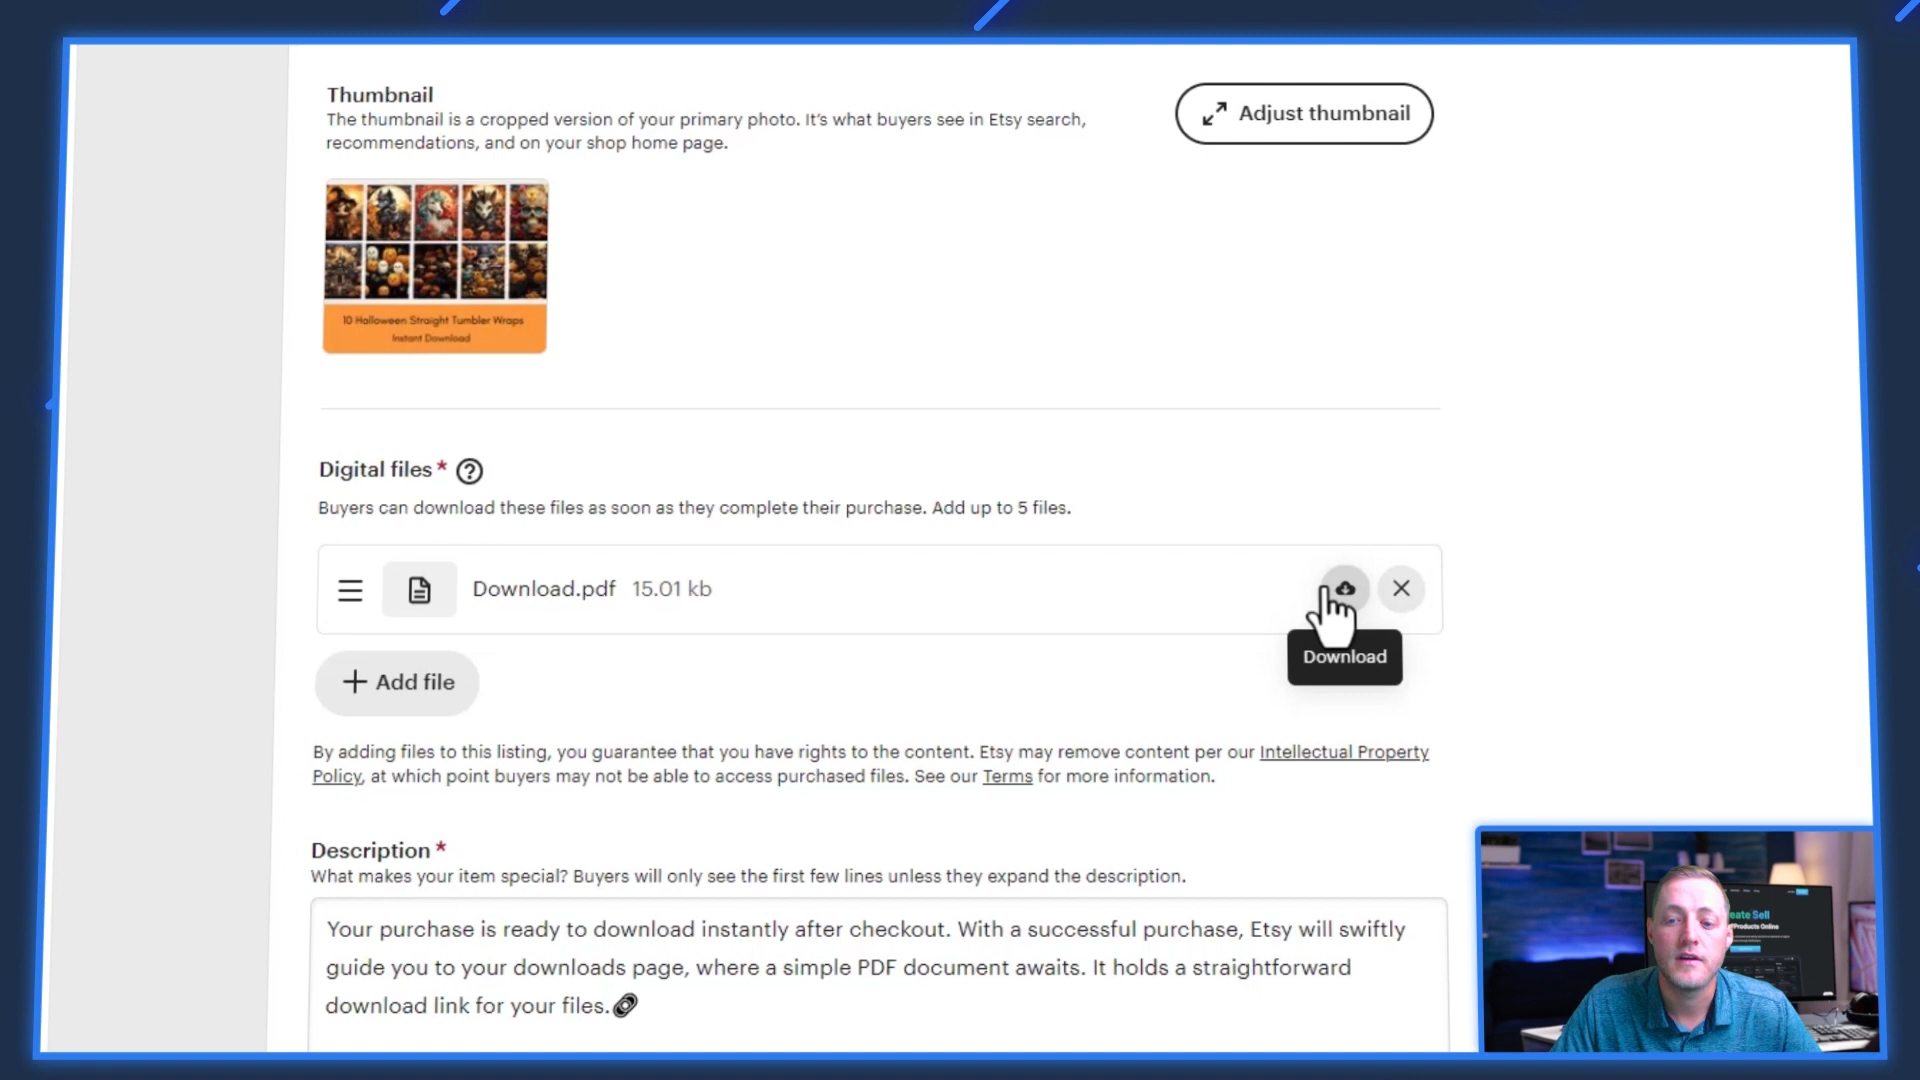 Thumbnail
The thumbnail is a cropped version of your primary photo. It's what buyers see in Etsy search,
recommendations, and on your shop home page.
Adjust thumbnail
10 Halloween Straight Tumbler Wraps
Instant Download
Digital files *
Buyers can download these files as soon as they complete their purchase. Add up to 5 files.
Download.pdf 15.01 kb
Download
+ Add file
By adding files to this listing, you guarantee that you have rights to the content. Etsy may remove content per our Intellectual Property
Policy, at which point buyers may not be able to access purchased files. See our Terms for more information.
Description *
What makes your item special? Buyers will only see the first few lines unless they expand the description.
Your purchase is ready to download instantly after checkout. With a successful purchase, Etsy will swiftly
guide you to your downloads page, where a simple PDF document awaits. It holds a straightforward
download link for your files.
Sell
Products Online